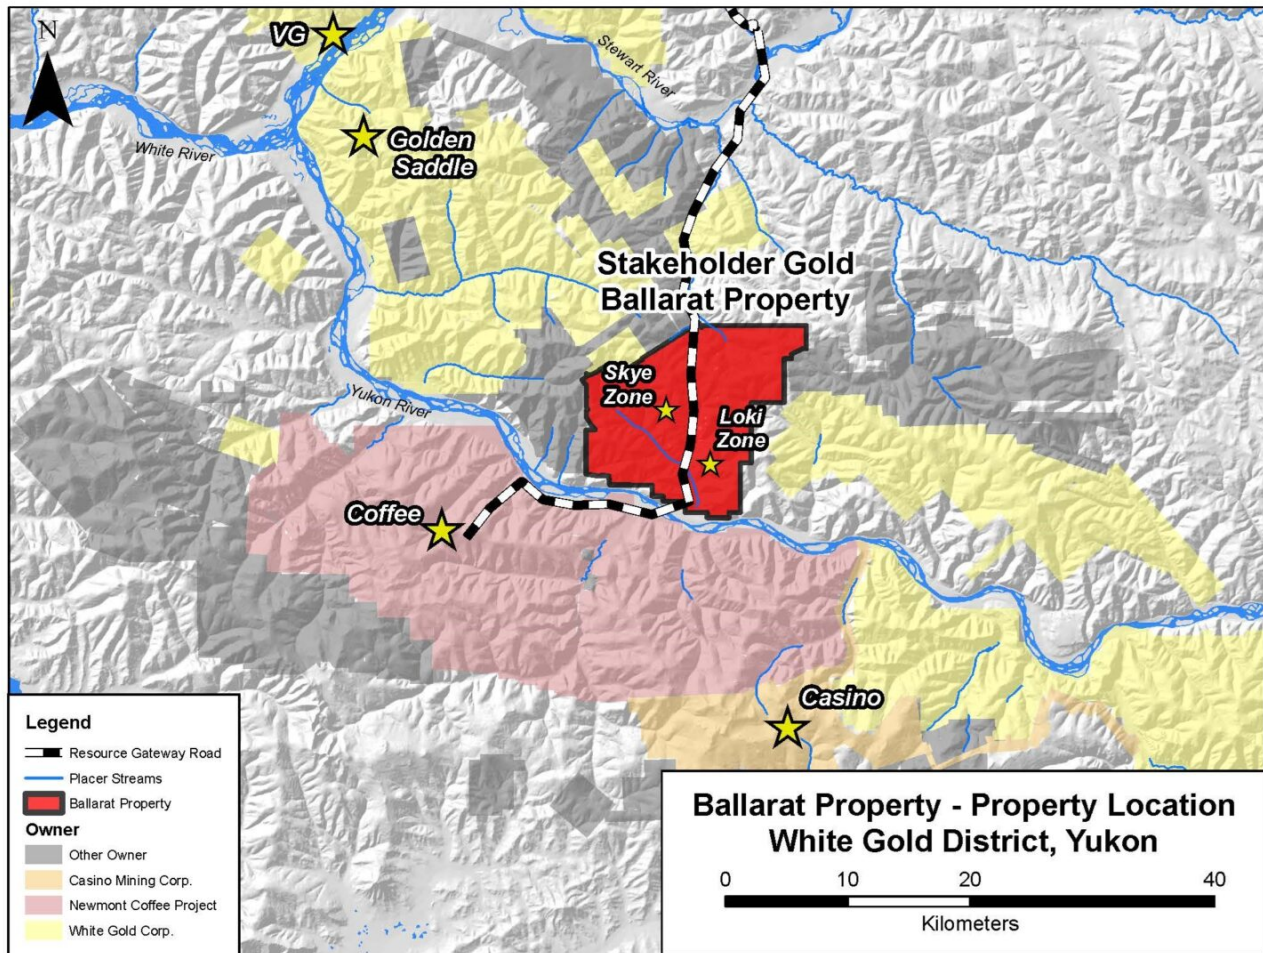 N
VG
Stewart River
Golden
Saddle
White River
Stakeholder Gold
Ballarat Property
Skye
Zone
Loki
Zone
Yukon River
Coffee
Casino
Legend
Resource Gateway Road
Placer Streams
Ballarat Property
Owner
Other Owner
Casino Mining Corp.
Newmont Coffee Project
White Gold Corp.
Ballarat Property - Property Location
White Gold District, Yukon
0 10 20 40
Kilometers